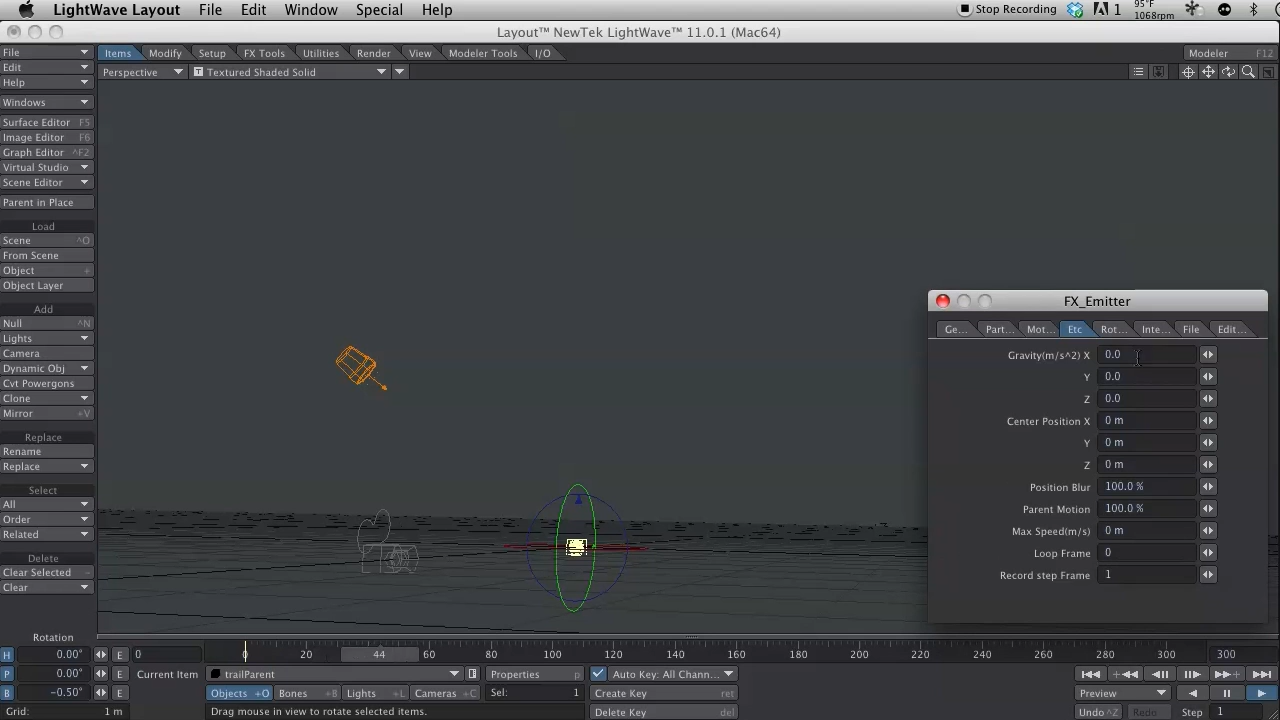 LightWave Layout File Edit Window Special Help Stop Recording 1 95°F 1068rpm
Layout™ NewTek LightWave™ 11.0.1 (Mac64)
File Items Modify Setup FX Tools Utilities Render View Modeler Tools I/O Modeler F12
Edit
Perspective T Textured Shaded Solid
Help
Windows
Surface Editor F5
Image Editor F6
Graph Editor ^F2
Virtual Studio
Scene Editor
Parent in Place
Load
Scene ^O
From Scene
Object +
Object Layer
Add
Null ^N
Lights
Camera
Dynamic Obj
Cvt Powergons
Clone
Mirror +V
Replace
Rename
Replace
Select
All
Order
Related
Delete
Clear Selected -
Clear
FX_Emitter
Ge... Part... Mot... Etc Rot... Inte... File Edit...
Gravity(m/s^2) X 0.0
Y 0.0
Z 0.0
Center Position X 0 m
Y 0 m
Z 0 m
Position Blur 100.0 %
Parent Motion 100.0 %
Max Speed(m/s) 0 m
Loop Frame 0
Record step Frame 1
Rotation
H 0.00° E 0 0 20 44 60 80 100 120 140 160 180 200 220 240 260 280 300 300
P 0.00° E Current Item trailParent Properties p Auto Key: All Chann...
B -0.50° E Objects +O Bones +B Lights +L Cameras +C Sel: 1 Create Key ret Preview
Grid: 1 m Drag mouse in view to rotate selected items. Delete Key del Undo ^Z Redo Step 1